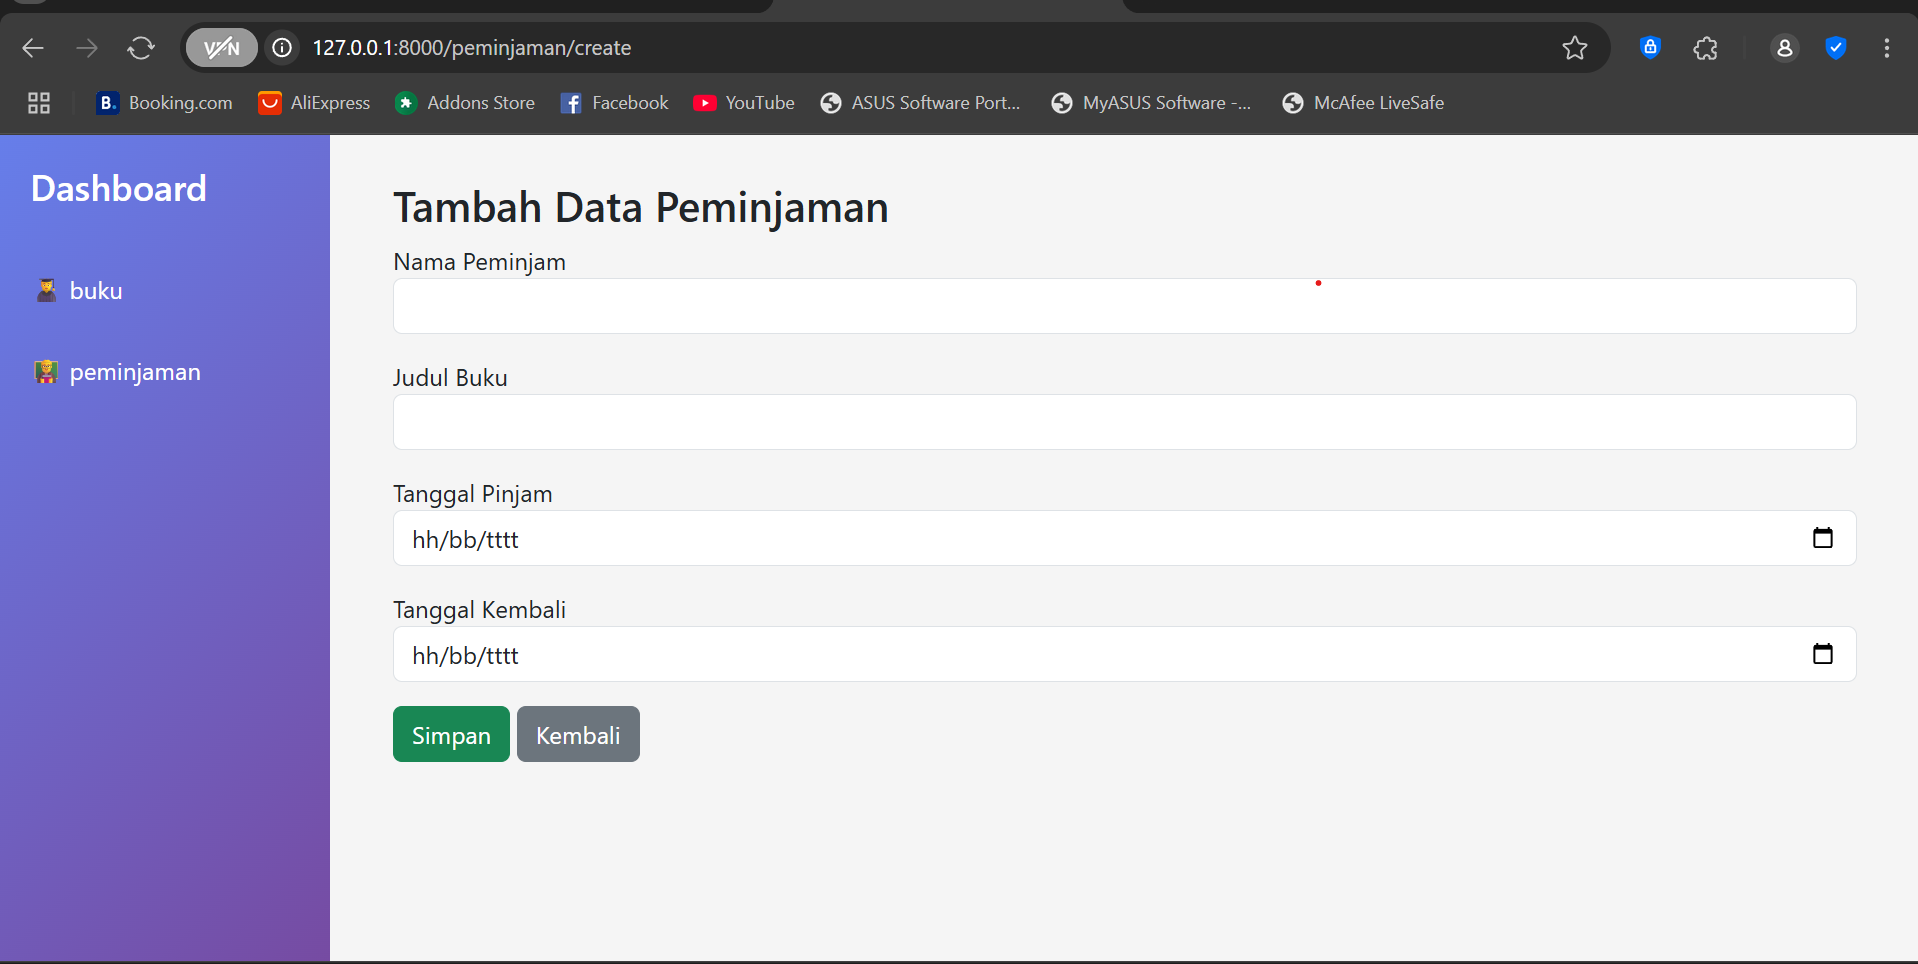 VPN 127.0.0.1:8000/peminjaman/create
Booking.com AliExpress Addons Store Facebook YouTube ASUS Software Port... MyASUS Software -... McAfee LiveSafe
Dashboard
buku
peminjaman
Tambah Data Peminjaman
Nama Peminjam
Judul Buku
Tanggal Pinjam
hh/bb/tttt
Tanggal Kembali
hh/bb/tttt
Simpan Kembali